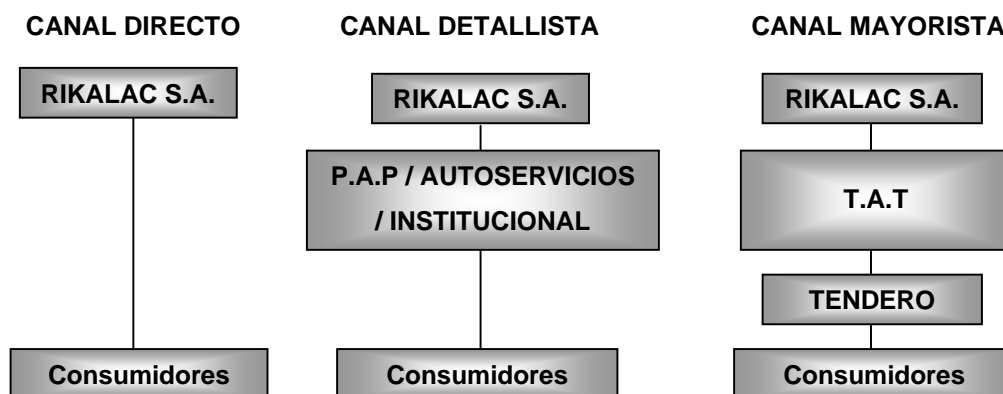 CANAL DIRECTO
RIKALAC S.A.
Consumidores
CANAL DETALLISTA
RIKALAC S.A.
P.A.P / AUTOSERVICIOS
/ INSTITUCIONAL
Consumidores
CANAL MAYORISTA
RIKALAC S.A.
T.A.T
TENDERO
Consumidores